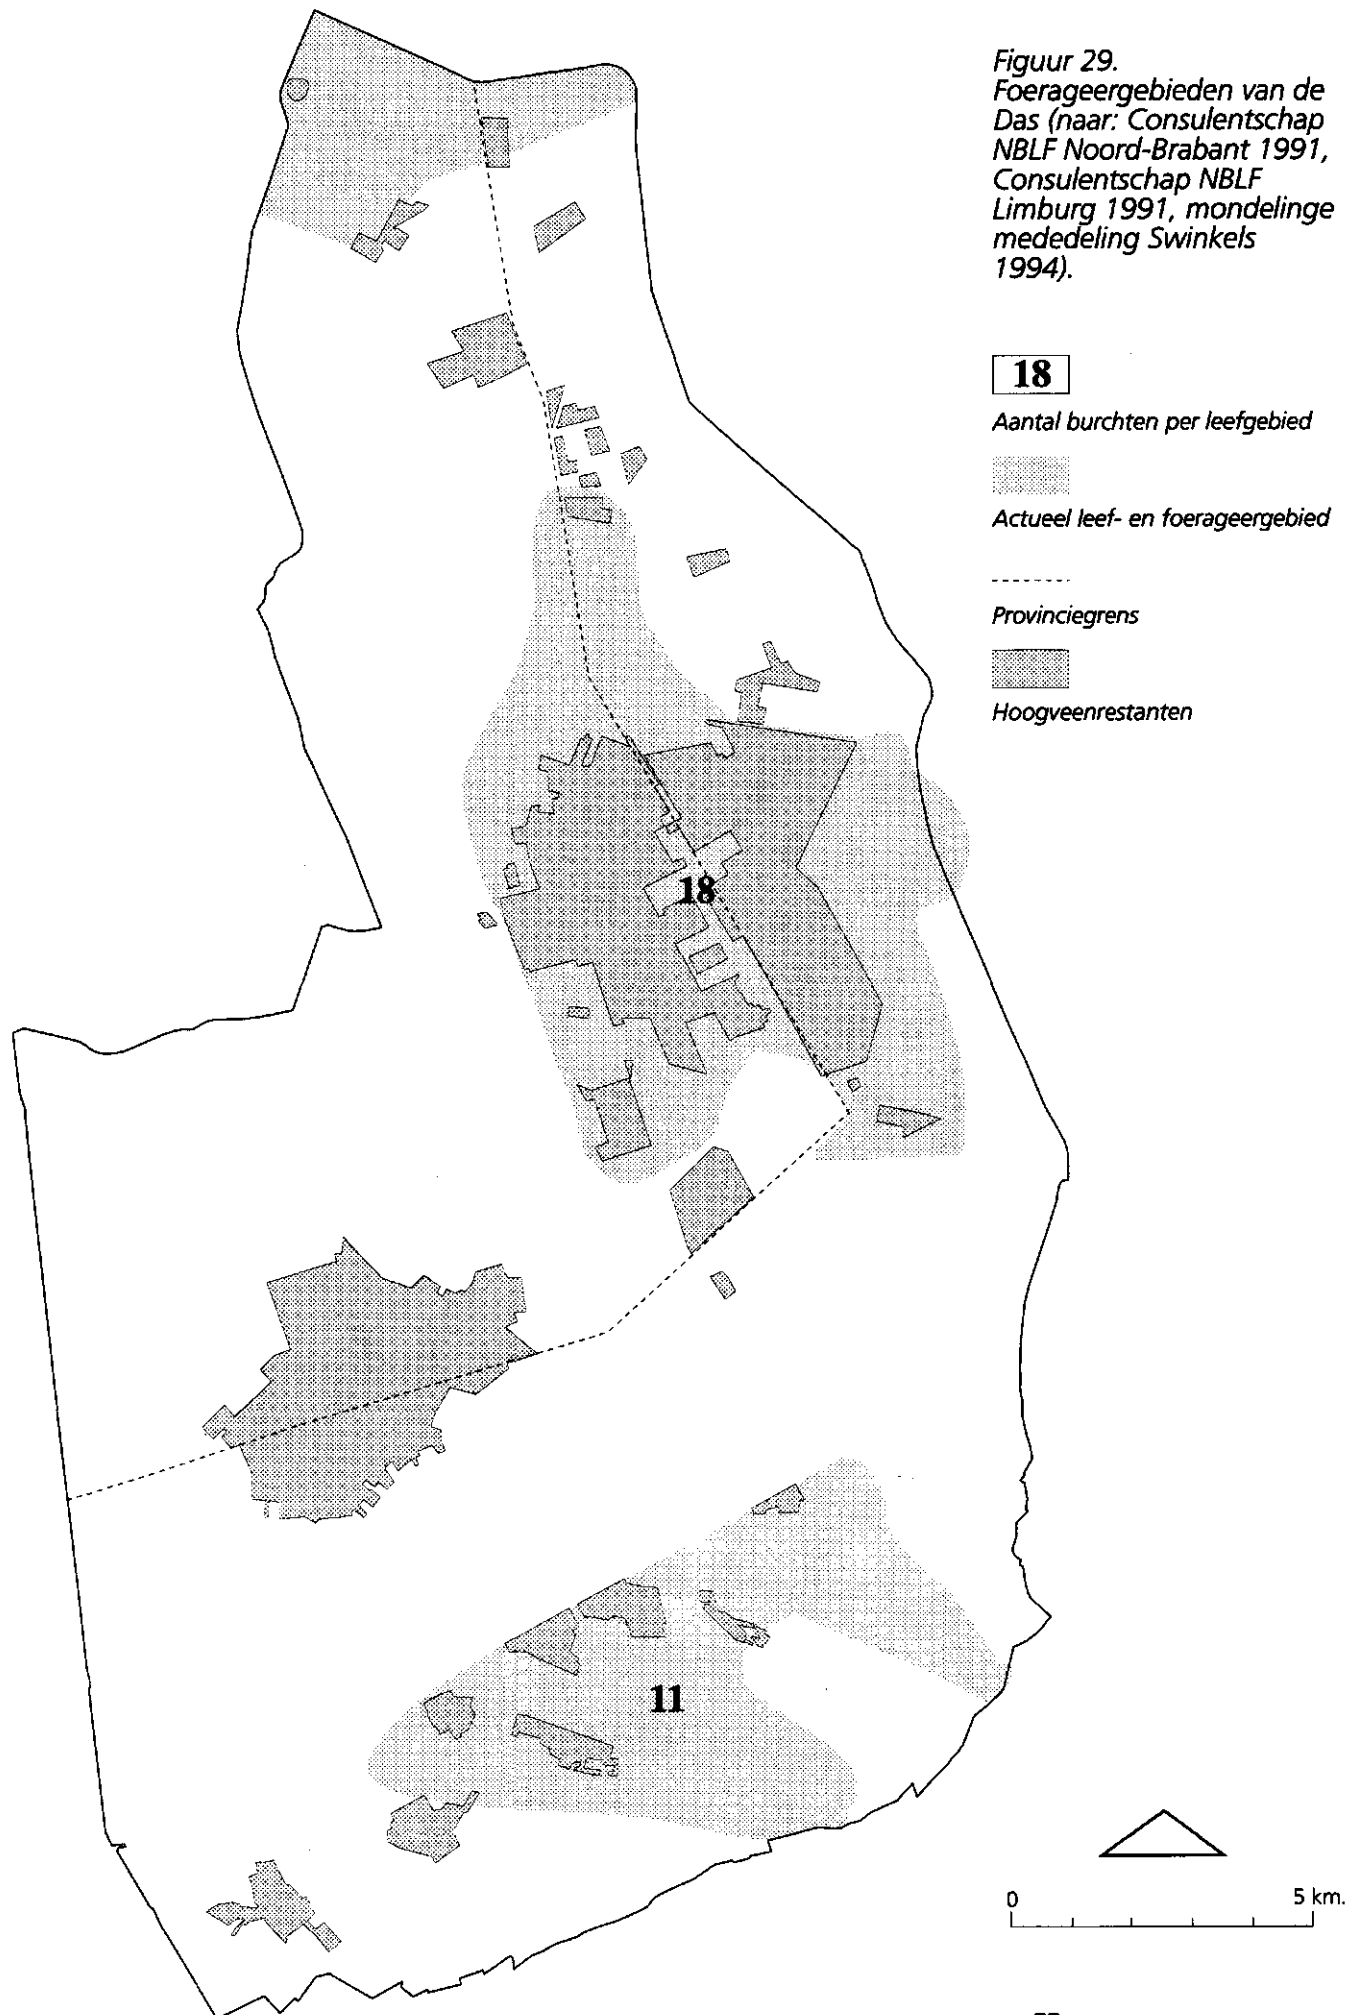 Figuur 29.
Foerageergebieden van de
Das (naar: Consulentschap
NBLF Noord-Brabant 1991,
Consulentschap NBLF
Limburg 1991, mondelinge
mededeling Swinkels
1994).
18
Aantal burchten per leefgebied
Actueel leef- en foerageergebied
Provinciegrens
Hoogveenrestanten
18
11
0 5 km.